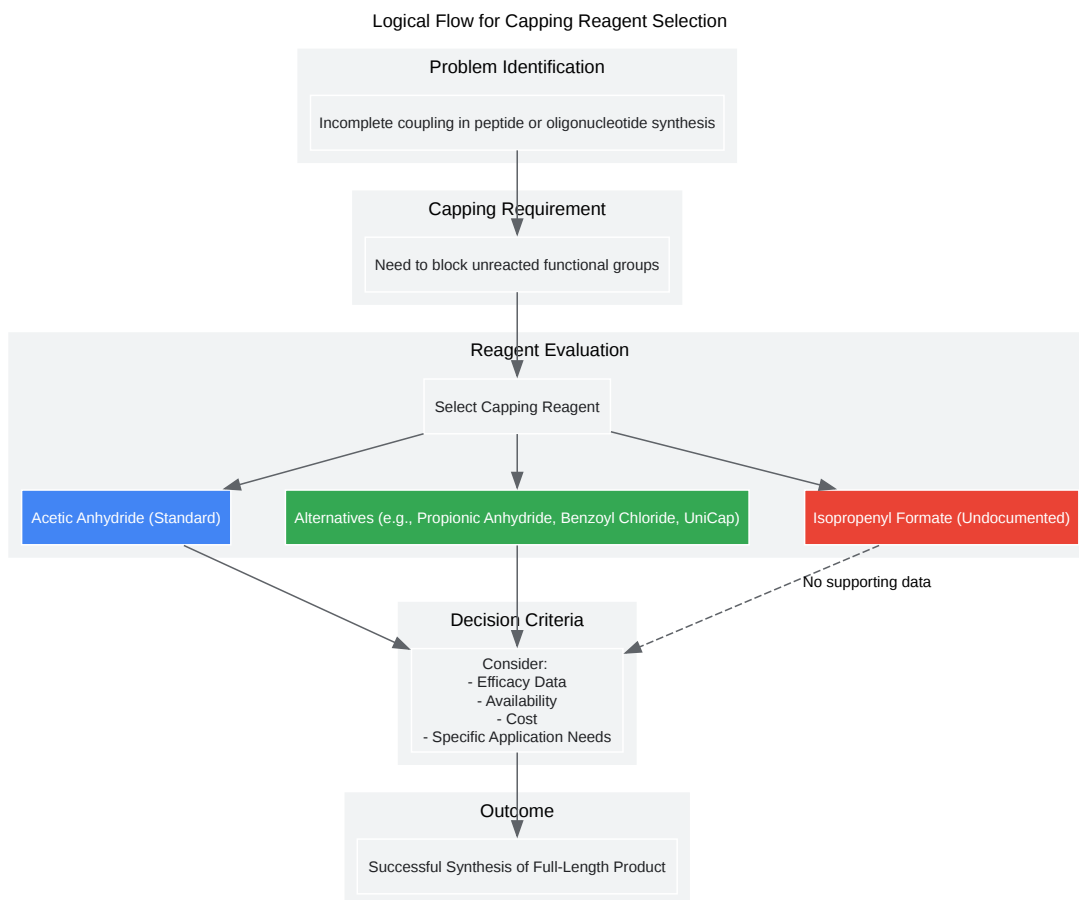 Logical Flow for Capping Reagent Selection
Problem Identification
Incomplete coupling in peptide or oligonucleotide synthesis
Capping Requirement
Need to block unreacted functional groups
Reagent Evaluation
Select Capping Reagent
Acetic Anhydride (Standard)
Alternatives (e.g., Propionic Anhydride, Benzoyl Chloride, UniCap)
Isopropenyl Formate (Undocumented)
No supporting data
Decision Criteria
Consider:
- Efficacy Data
- Availability
- Cost
- Specific Application Needs
Outcome
Successful Synthesis of Full-Length Product